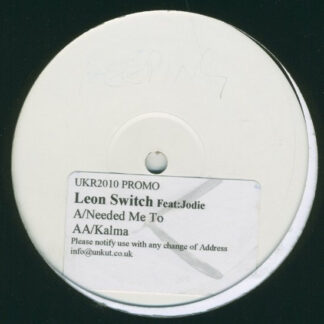 UKR2010 PROMO
Leon Switch Feat:Jodie
A/Needed Me To
AA/Kalma
Please notify use with any change of Address
info@unkut.co.uk